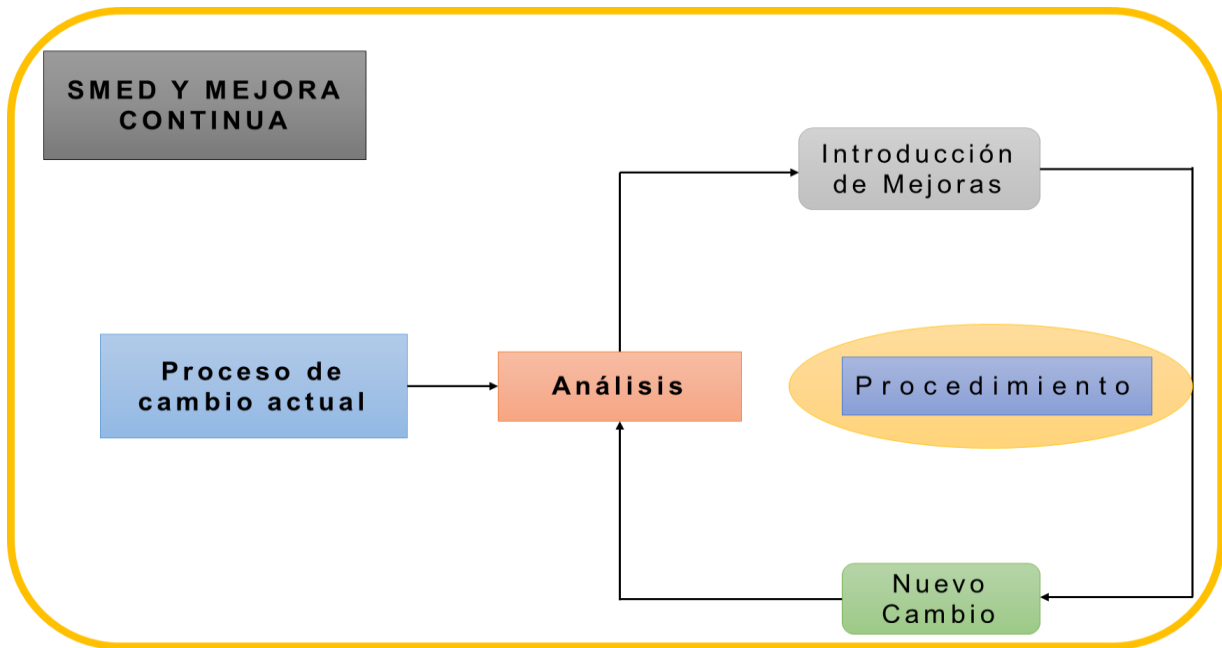 SMED Y MEJORA
CONTINUA
Introducción
de Mejoras
Proceso de
cambio actual
Análisis
Procedimiento
Nuevo
Cambio